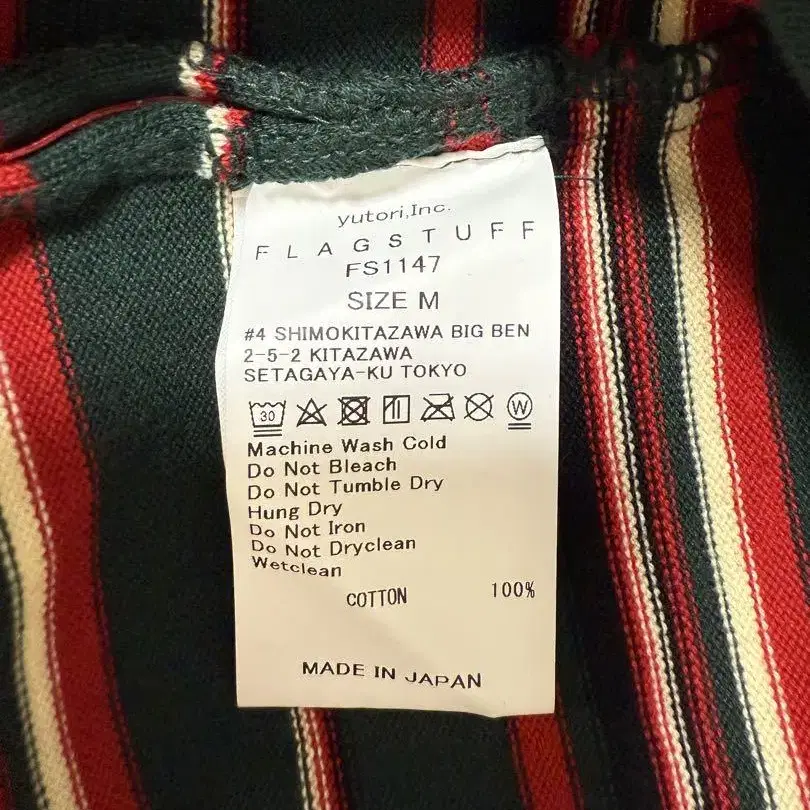 yutori,Inc.
F L A G S T U F F
FS1147
SIZE M
#4 SHIMOKITAZAWA BIG BEN
2-5-2 KITAZAWA
SETAGAYA-KU TOKYO
30 W
Machine Wash Cold
Do Not Bleach
Do Not Tumble Dry
Hung Dry
Do Not Iron
Do Not Dryclean
Wetclean
COTTON 100%
MADE IN JAPAN